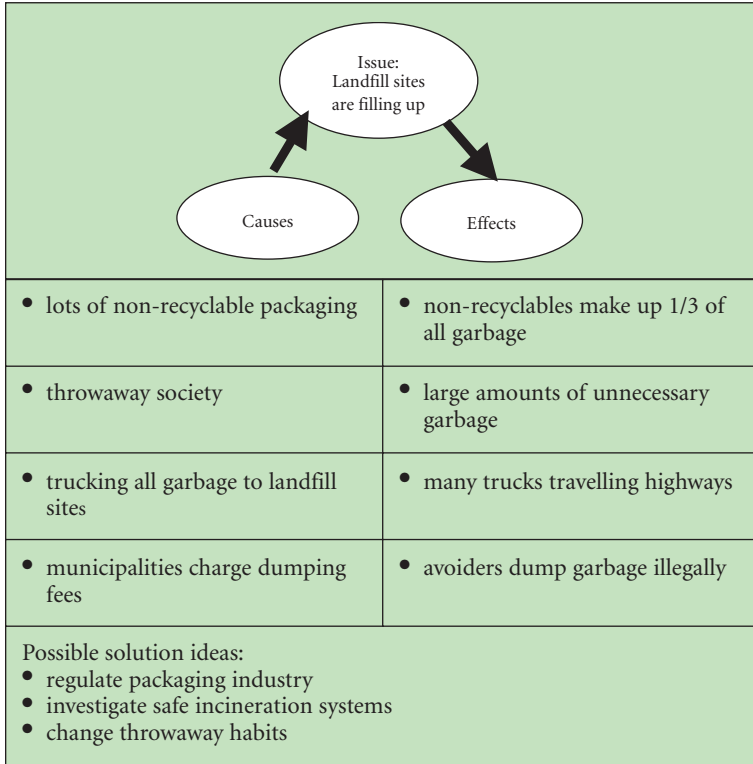 Issue:
Landfill sites
are filling up
Causes
Effects
• lots of non-recyclable packaging
• non-recyclables make up 1/3 of
all garbage
• throwaway society
• large amounts of unnecessary
garbage
• trucking all garbage to landfill
sites
• many trucks travelling highways
• municipalities charge dumping
fees
• avoiders dump garbage illegally
Possible solution ideas:
• regulate packaging industry
• investigate safe incineration systems
• change throwaway habits